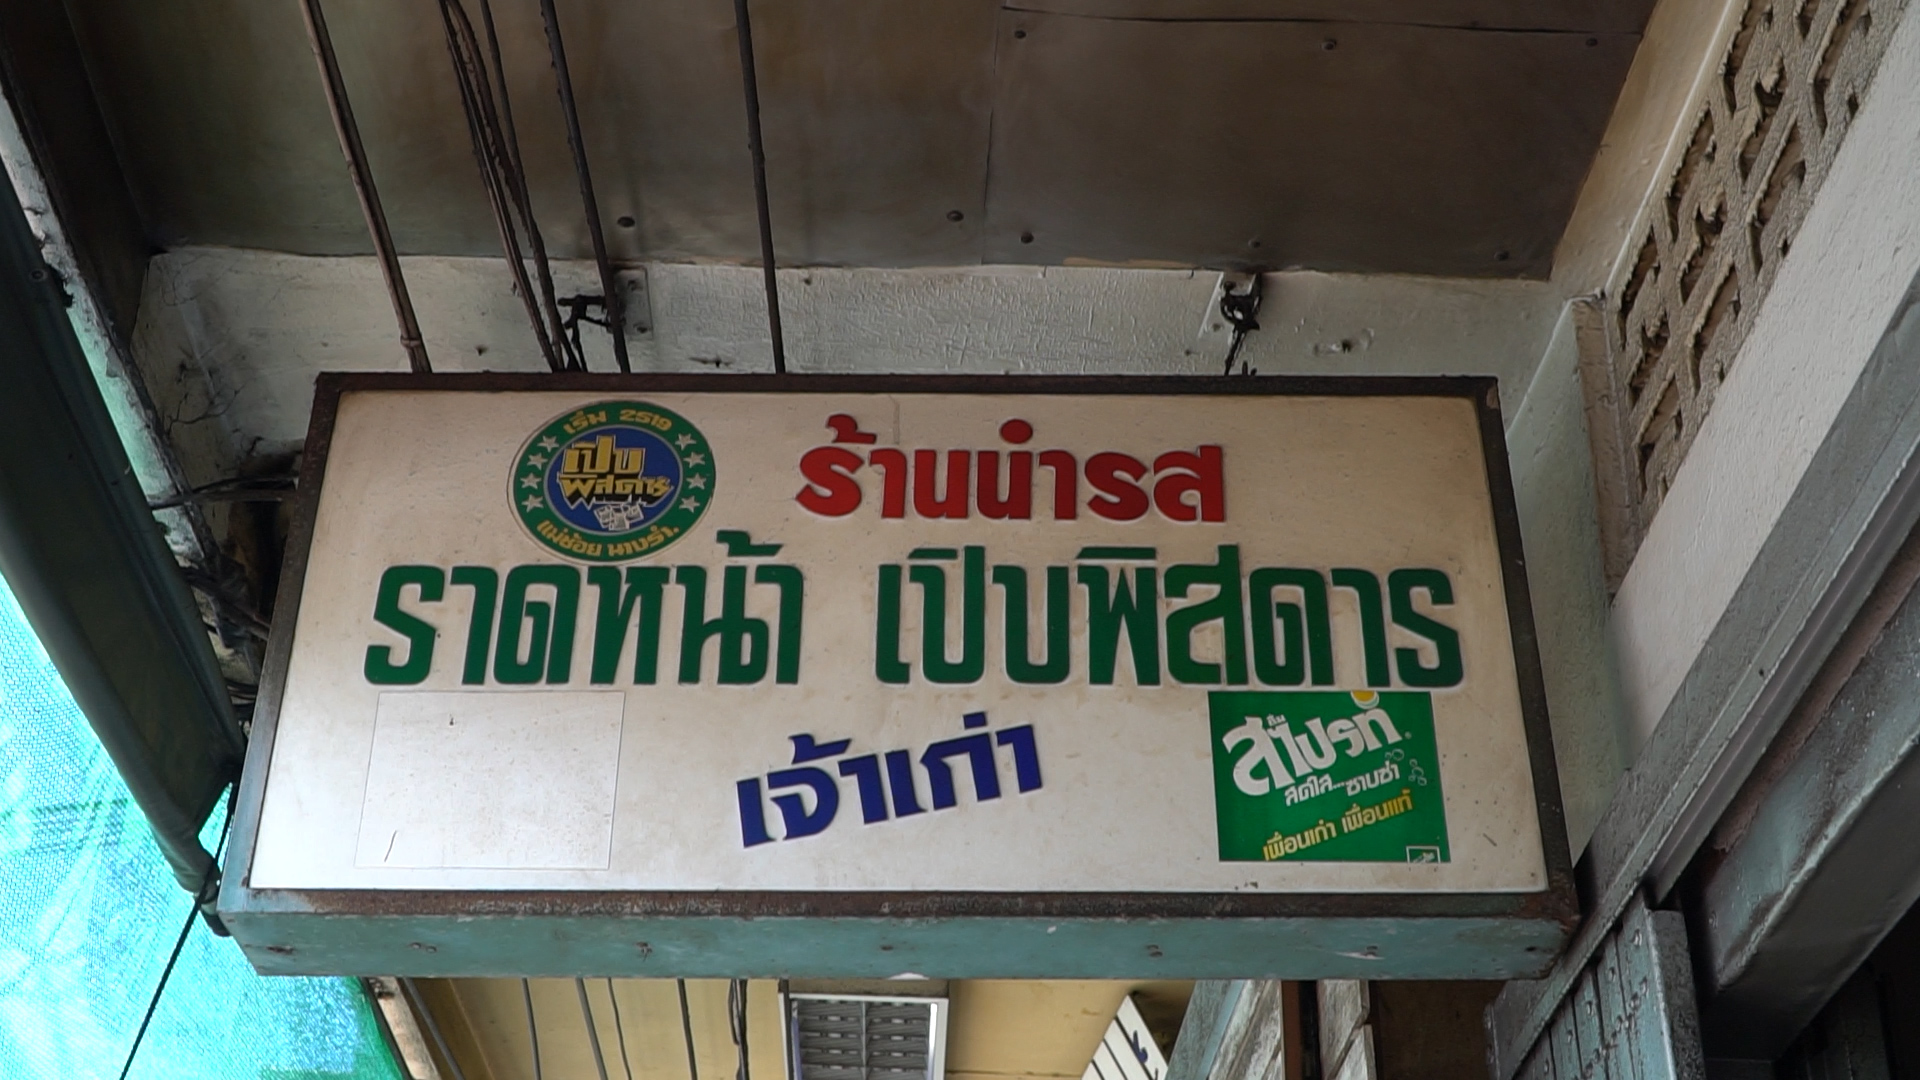 เริ่ม 2519
เปิบ
พิสดาร
แม่ช้อย นางรำ.
ร้านนำรส
ราดหน้า เปิบพิสดาร
เจ้าเก่า
สไปรท์
สดใส...ซาบซ่า
เพื่อนเก่า เพื่อนแท้